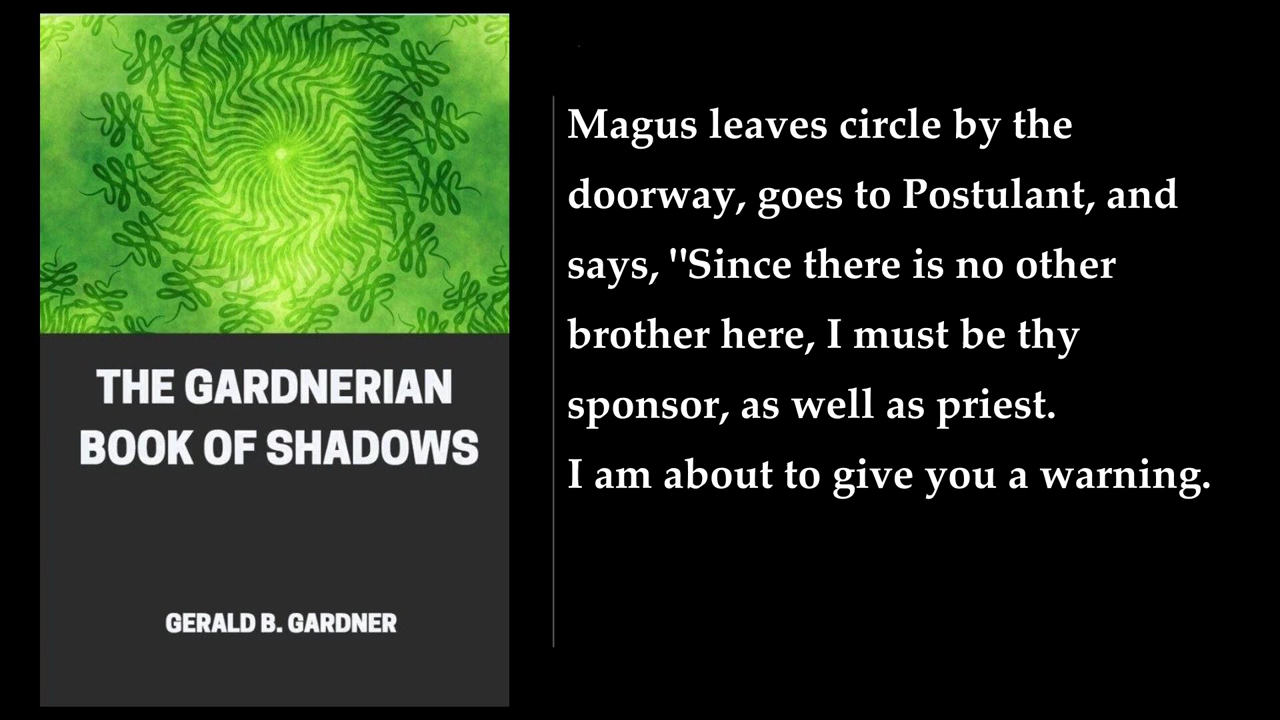 THE GARDNERIAN
BOOK OF SHADOWS
GERALD B. GARDNER
Magus leaves circle by the
doorway, goes to Postulant, and
says, "Since there is no other
brother here, I must be thy
sponsor, as well as priest.
I am about to give you a warning.